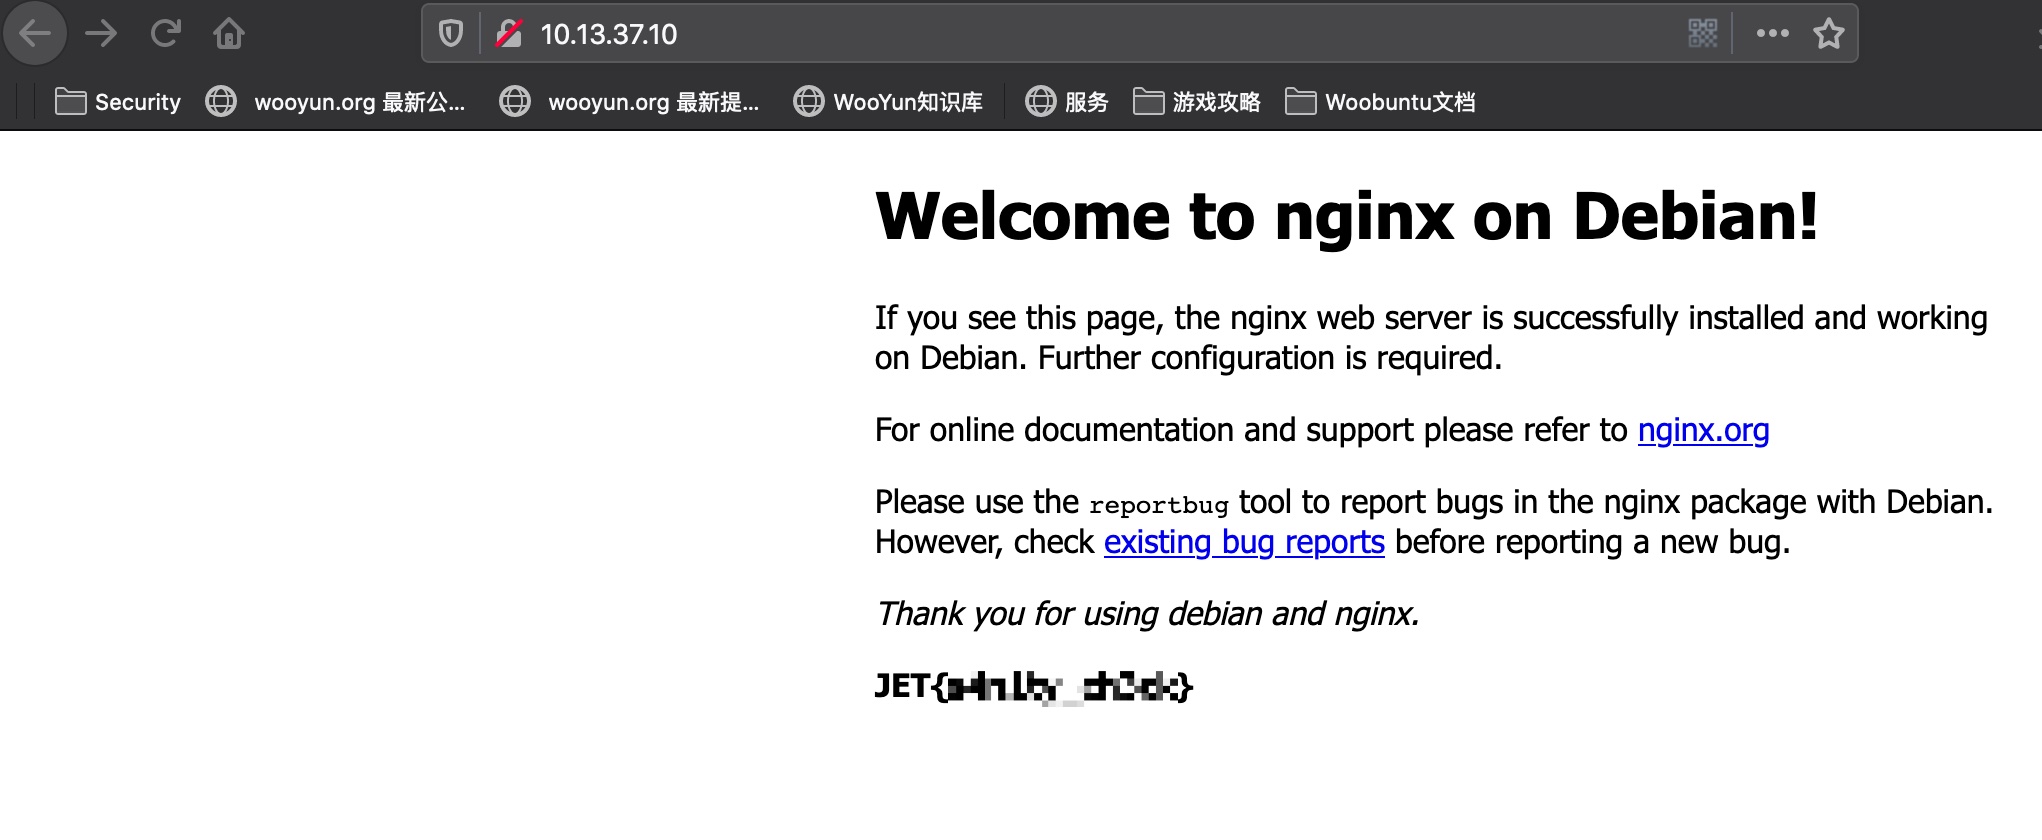 10.13.37.10
Security wooyun.org 最新公... wooyun.org 最新提... WooYun知识库 服务 游戏攻略 Woobuntu文档
Welcome to nginx on Debian!
If you see this page, the nginx web server is successfully installed and working
on Debian. Further configuration is required.
For online documentation and support please refer to nginx.org
Please use the reportbug tool to report bugs in the nginx package with Debian.
However, check existing bug reports before reporting a new bug.
Thank you for using debian and nginx.
JET{ }